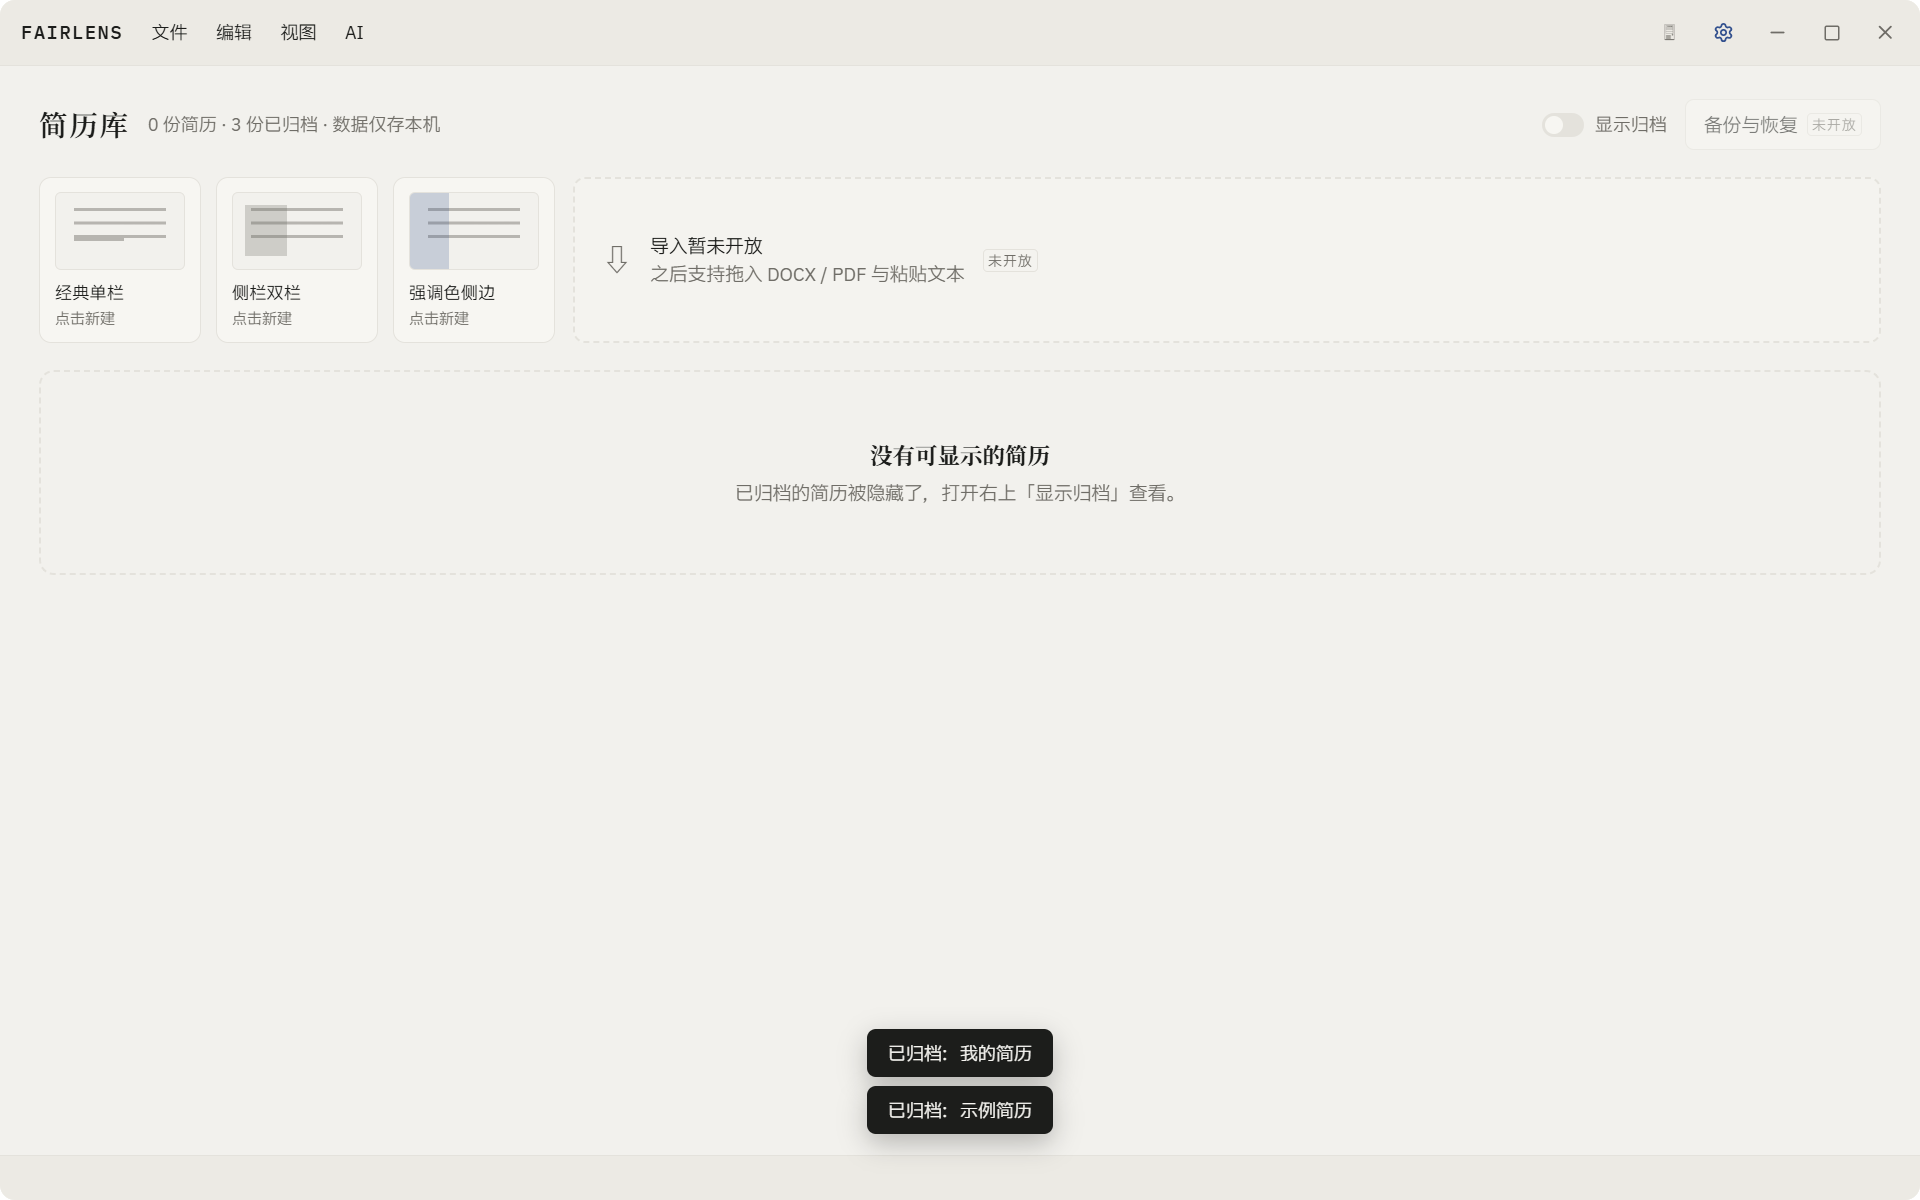 FAIRLENS 文件 编辑 视图 AI
简历库 0 份简历 · 3 份已归档 · 数据仅存本机 显示归档 备份与恢复 未开放
经典单栏
点击新建
侧栏双栏
点击新建
强调色侧边
点击新建
导入暂未开放
之后支持拖入 DOCX / PDF 与粘贴文本 未开放
没有可显示的简历
已归档的简历被隐藏了，打开右上「显示归档」查看。
已归档：我的简历
已归档：示例简历